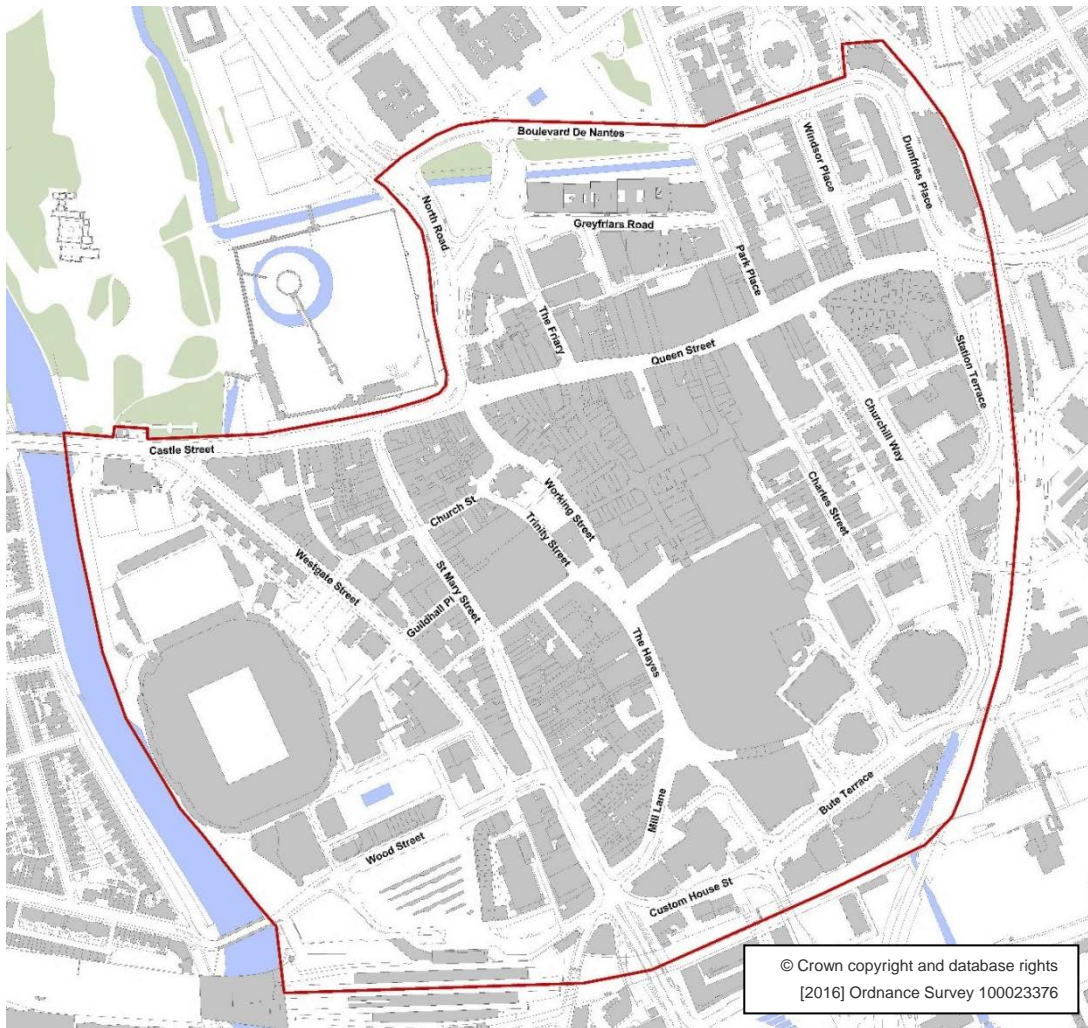 Boulevard De Nantes
Windsor Place
Dumfries Place
North Road
Greyfriars Road
Park Place
The Friary
Queen Street
Station Terrace
Castle Street
Churchill Way
Charles Street
Church St
Working Street
Trinity Street
Westgate Street
St Mary Street
Guildhall Pl
The Hayes
Mill Lane
Bute Terrace
Wood Street
Custom House St
© Crown copyright and database rights
[2016] Ordnance Survey 100023376